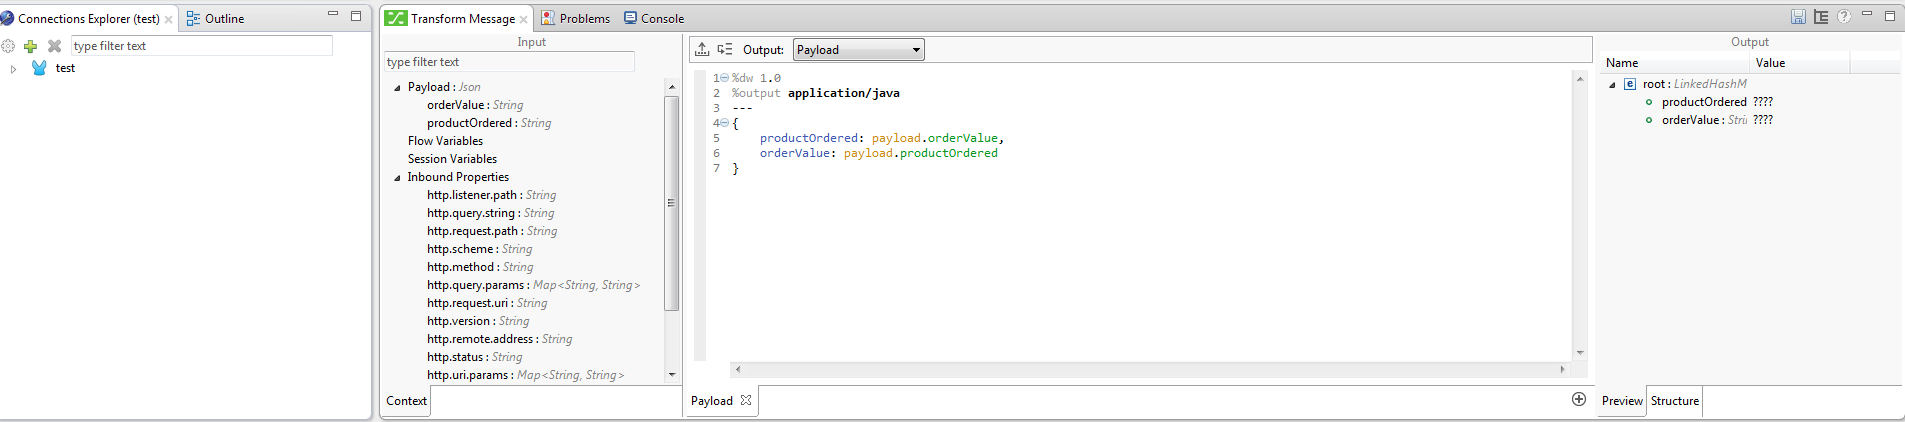 Connections Explorer (test)
Outline
type filter text
test
Transform Message
Problems
Console
Input
type filter text
Payload : Json
orderValue : String
productOrdered : String
Flow Variables
Session Variables
Inbound Properties
http.listener.path : String
http.query.string : String
http.request.path : String
http.scheme : String
http.method : String
http.query.params : Map<String, String>
http.request.uri : String
http.version : String
http.remote.address : String
http.status : String
http.uri.params : Map<String, String>
Context
Output: Payload
1 %dw 1.0
2 %output application/java
3 ---
4 {
5 productOrdered: payload.orderValue,
6 orderValue: payload.productOrdered
7 }
Payload
Output
Name Value
root : LinkedHashM
productOrdered ????
orderValue : Stri ????
Preview Structure